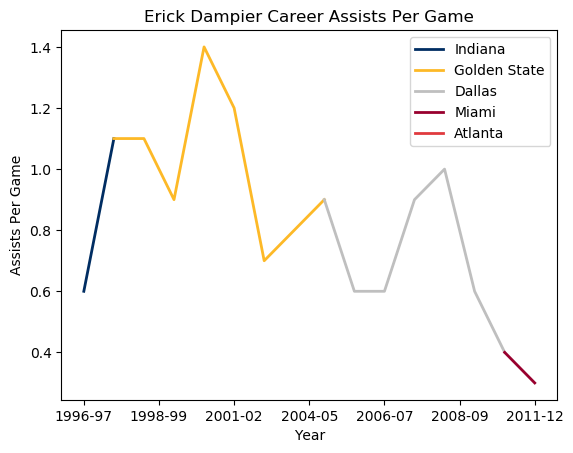 Erick Dampier Career Assists Per Game
Indiana
Golden State
Dallas
Miami
Atlanta
Assists Per Game
1.4
1.2
1.0
0.8
0.6
0.4
1996-97 1998-99 2001-02 2004-05 2006-07 2008-09 2011-12
Year